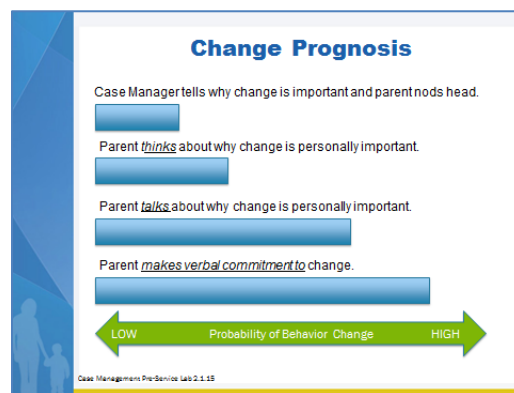 Change Prognosis
Case Manager tells why change is important and parent nods head.
Parent thinks about why change is personally important.
Parent talks about why change is personally important.
Parent makes verbal commitment to change.
LOW Probability of Behavior Change HIGH
Case Management Pre-Service Lab 2.1.15